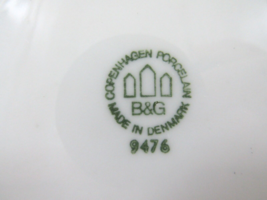 COPENHAGEN PORCELAIN
B&G
MADE IN DENMARK
9476